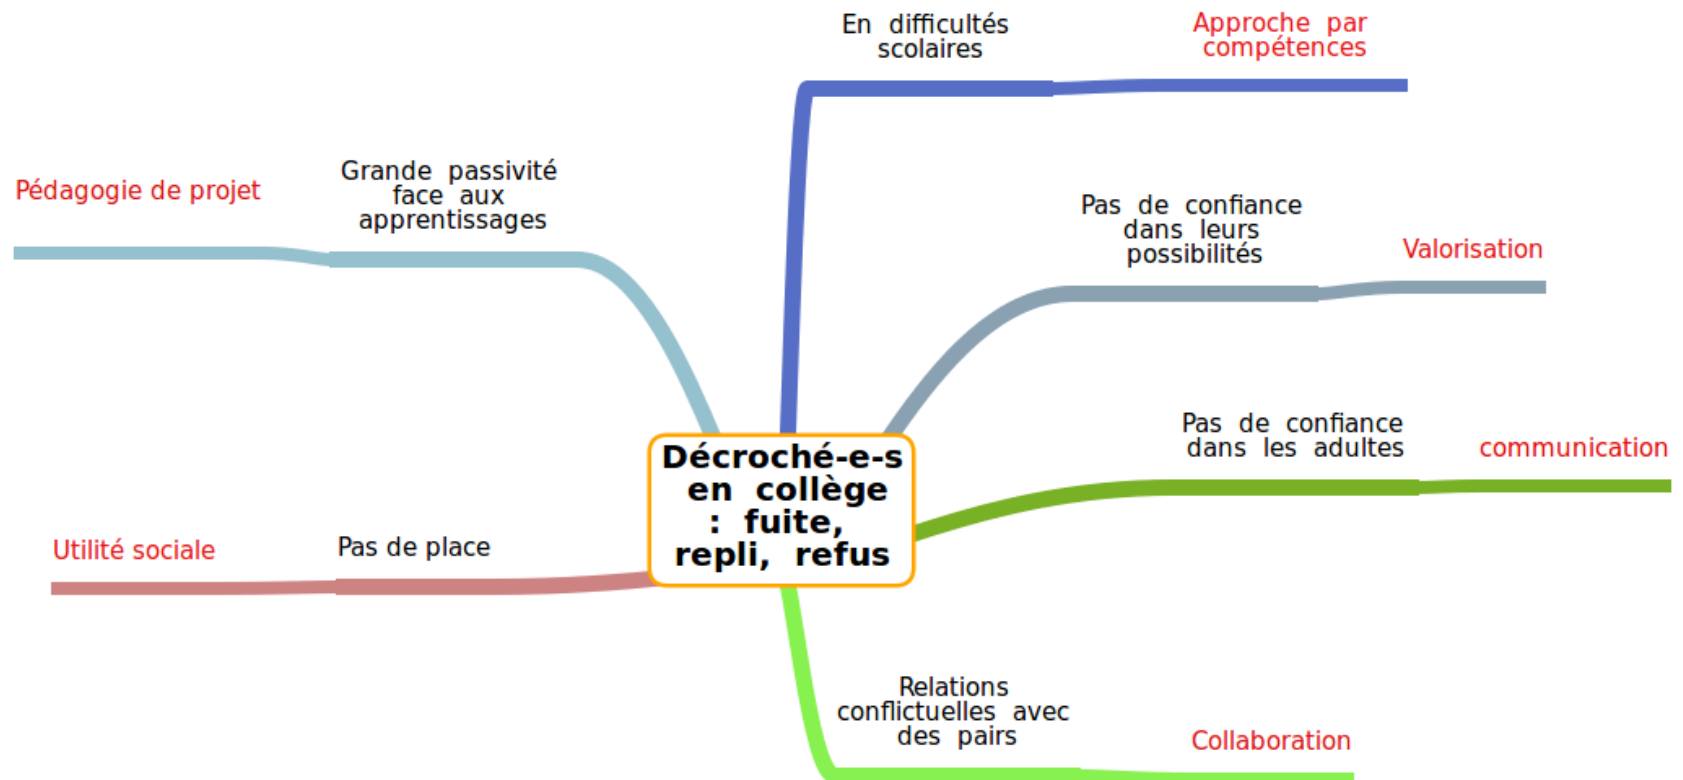 En difficultés
scolaires
Approche par
compétences
Grande passivité
face aux
apprentissages
Pédagogie de projet
Pas de confiance
dans leurs
possibilités
Valorisation
Pas de confiance
dans les adultes
communication
Décroché-e-s
en collège
: fuite,
repli, refus
Utilité sociale
Pas de place
Relations
conflictuelles avec
des pairs
Collaboration